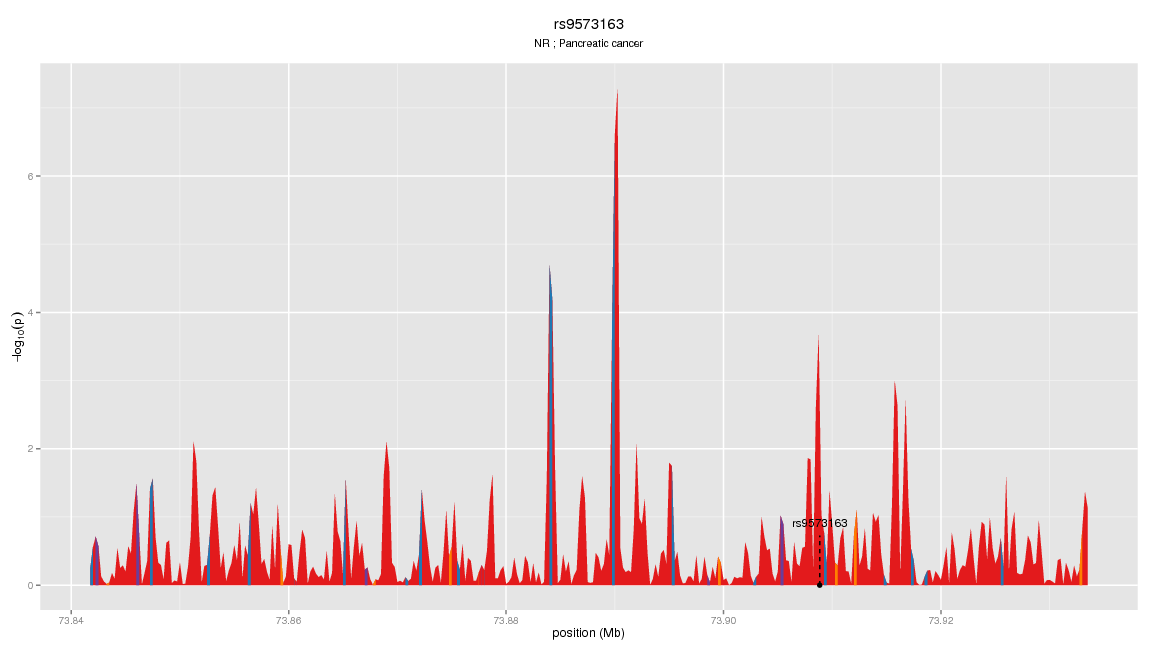 rs9573163
NR ; Pancreatic cancer
−log10(p)
6
4
2
0
rs9573163
73.84
73.86
73.88
73.90
73.92
position (Mb)